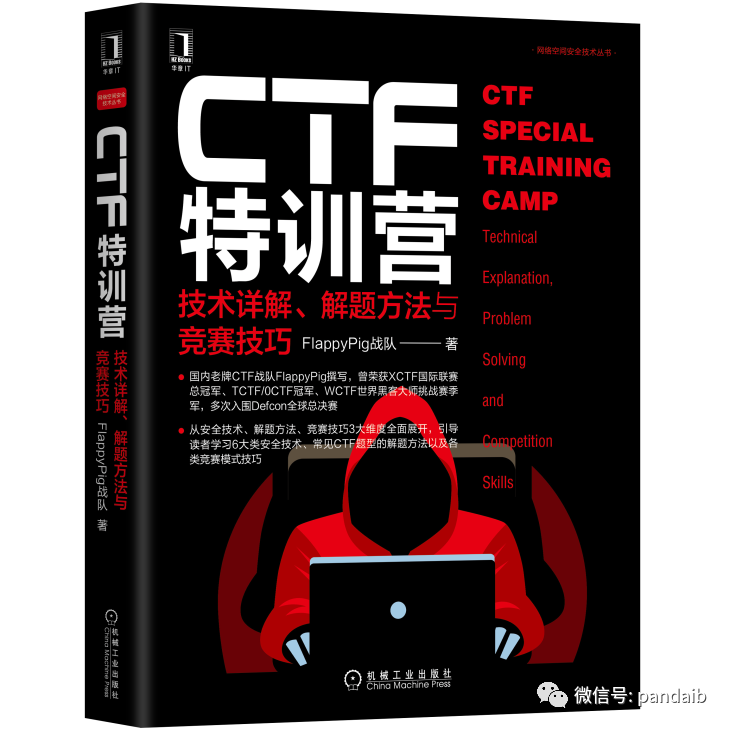 HZ Books
华章IT
网络空间安全
技术丛书
CTF特训营
技术详解、解题方法与
竞赛技巧
FlappyPig战队 著
机械工业出版社
China Machine Press
HZ Books
华章IT
·网络空间安全技术丛书·
CTF
特训营
技术详解、解题方法与
竞赛技巧 FlappyPig战队——著
国内老牌CTF战队FlappyPig撰写，曾荣获XCTF国际联赛
总冠军、TCTF/0CTF冠军、WCTF世界黑客大师挑战赛季
军，多次入围Defcon全球总决赛
从安全技术、解题方法、竞赛技巧3大维度全面展开，引导
读者学习6大类安全技术、常见CTF题型的解题方法以及各
类竞赛模式技巧
CTF
SPECIAL
TRAINING
CAMP
Technical
Explanation,
Problem
Solving
and
Competition
Skills
机械工业出版社
China Machine Press
微信号: pandaib